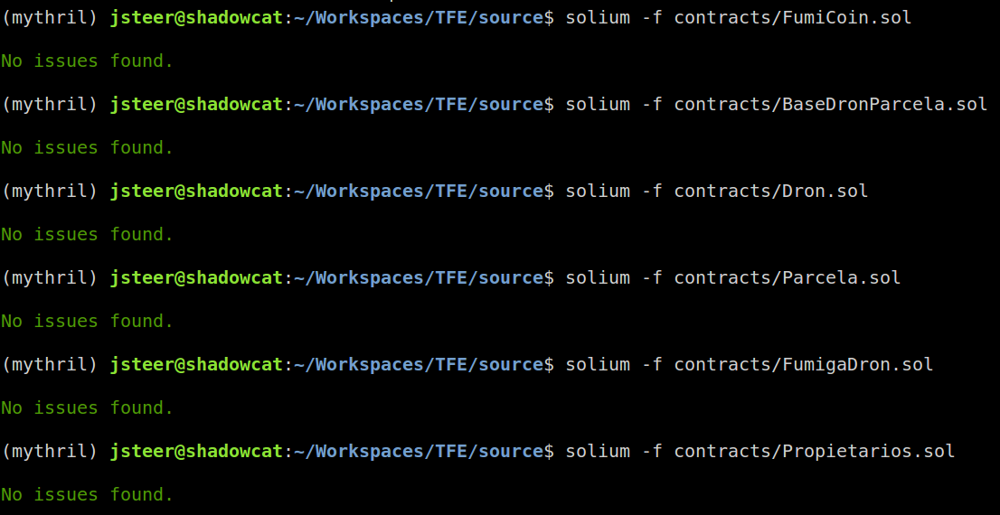 (mythril) jsteer@shadowcat:~/Workspaces/TFE/source$ solium -f contracts/FumiCoin.sol
No issues found.
(mythril) jsteer@shadowcat:~/Workspaces/TFE/source$ solium -f contracts/BaseDronParcela.sol
No issues found.
(mythril) jsteer@shadowcat:~/Workspaces/TFE/source$ solium -f contracts/Dron.sol
No issues found.
(mythril) jsteer@shadowcat:~/Workspaces/TFE/source$ solium -f contracts/Parcela.sol
No issues found.
(mythril) jsteer@shadowcat:~/Workspaces/TFE/source$ solium -f contracts/FumigaDron.sol
No issues found.
(mythril) jsteer@shadowcat:~/Workspaces/TFE/source$ solium -f contracts/Propietarios.sol
No issues found.